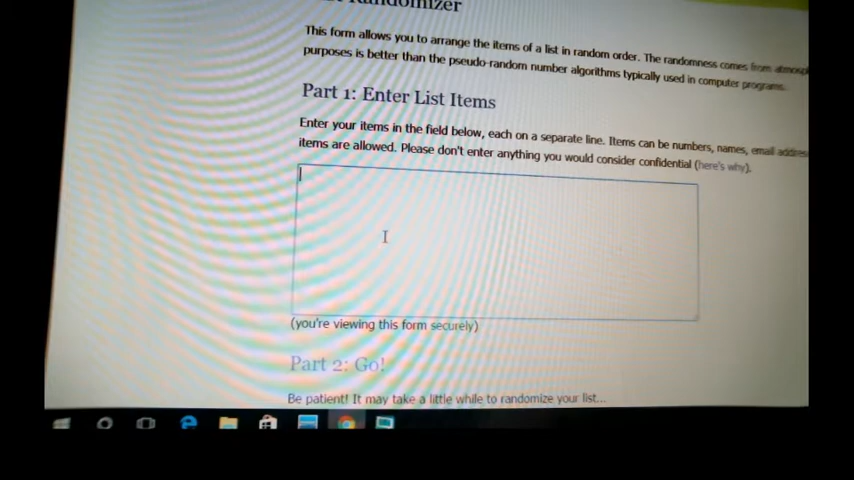 Randomizer
This form allows you to arrange the items of a list in random order. The randomness comes from
purposes is better than the pseudo-random number algorithms typically used in computer programs.
Part 1: Enter List Items
Enter your items in the field below, each on a separate line. Items can be numbers, names, email
items are allowed. Please don't enter anything you would consider confidential (here's why).
(you're viewing this form securely)
Part 2: Go!
Be patient! It may take a little while to randomize your list...